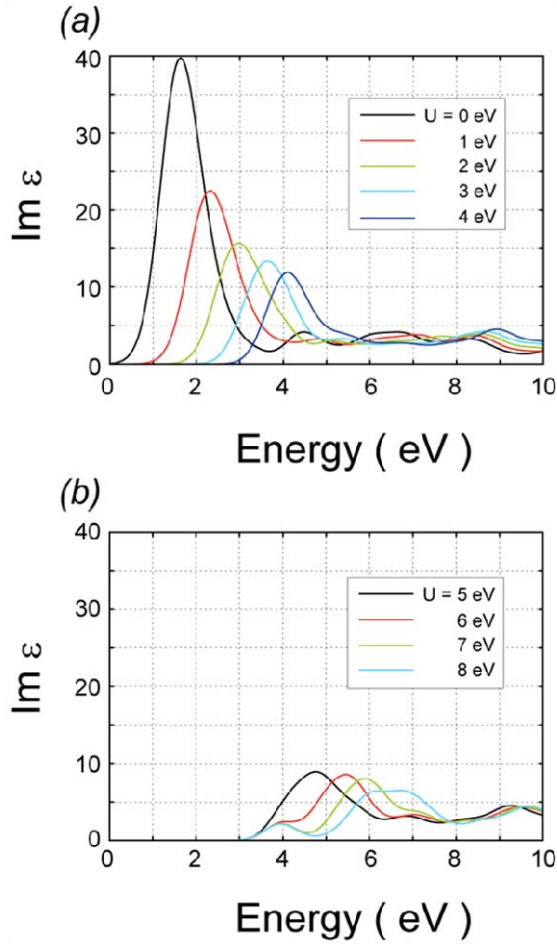 (a)
40
30
20
10
0
Im ε
U = 0 eV
1 eV
2 eV
3 eV
4 eV
0 2 4 6 8 10
Energy ( eV )
(b)
40
30
20
10
0
Im ε
U = 5 eV
6 eV
7 eV
8 eV
0 2 4 6 8 10
Energy ( eV )